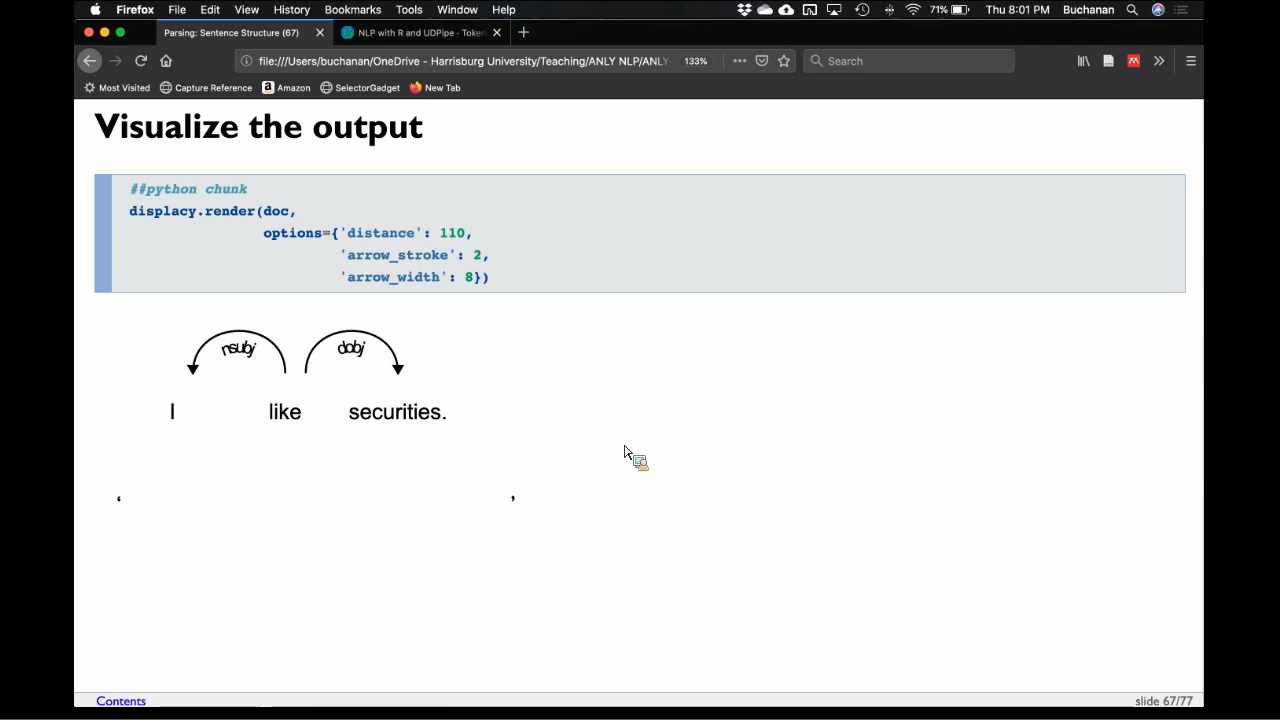 Firefox File Edit View History Bookmarks Tools Window Help 71% Thu 8:01 PM Buchanan
Parsing: Sentence Structure (67) NLP with R and UDPipe - Token
file:///Users/buchanan/OneDrive - Harrisburg University/Teaching/ANLY NLP/ANLY 133% Search
Most Visited Capture Reference Amazon SelectorGadget New Tab
Visualize the output
##python chunk
displacy.render(doc,
options={'distance': 110,
'arrow_stroke': 2,
'arrow_width': 8})
nsubj dobj
I like securities.
‘ ’
Contents slide 67/77